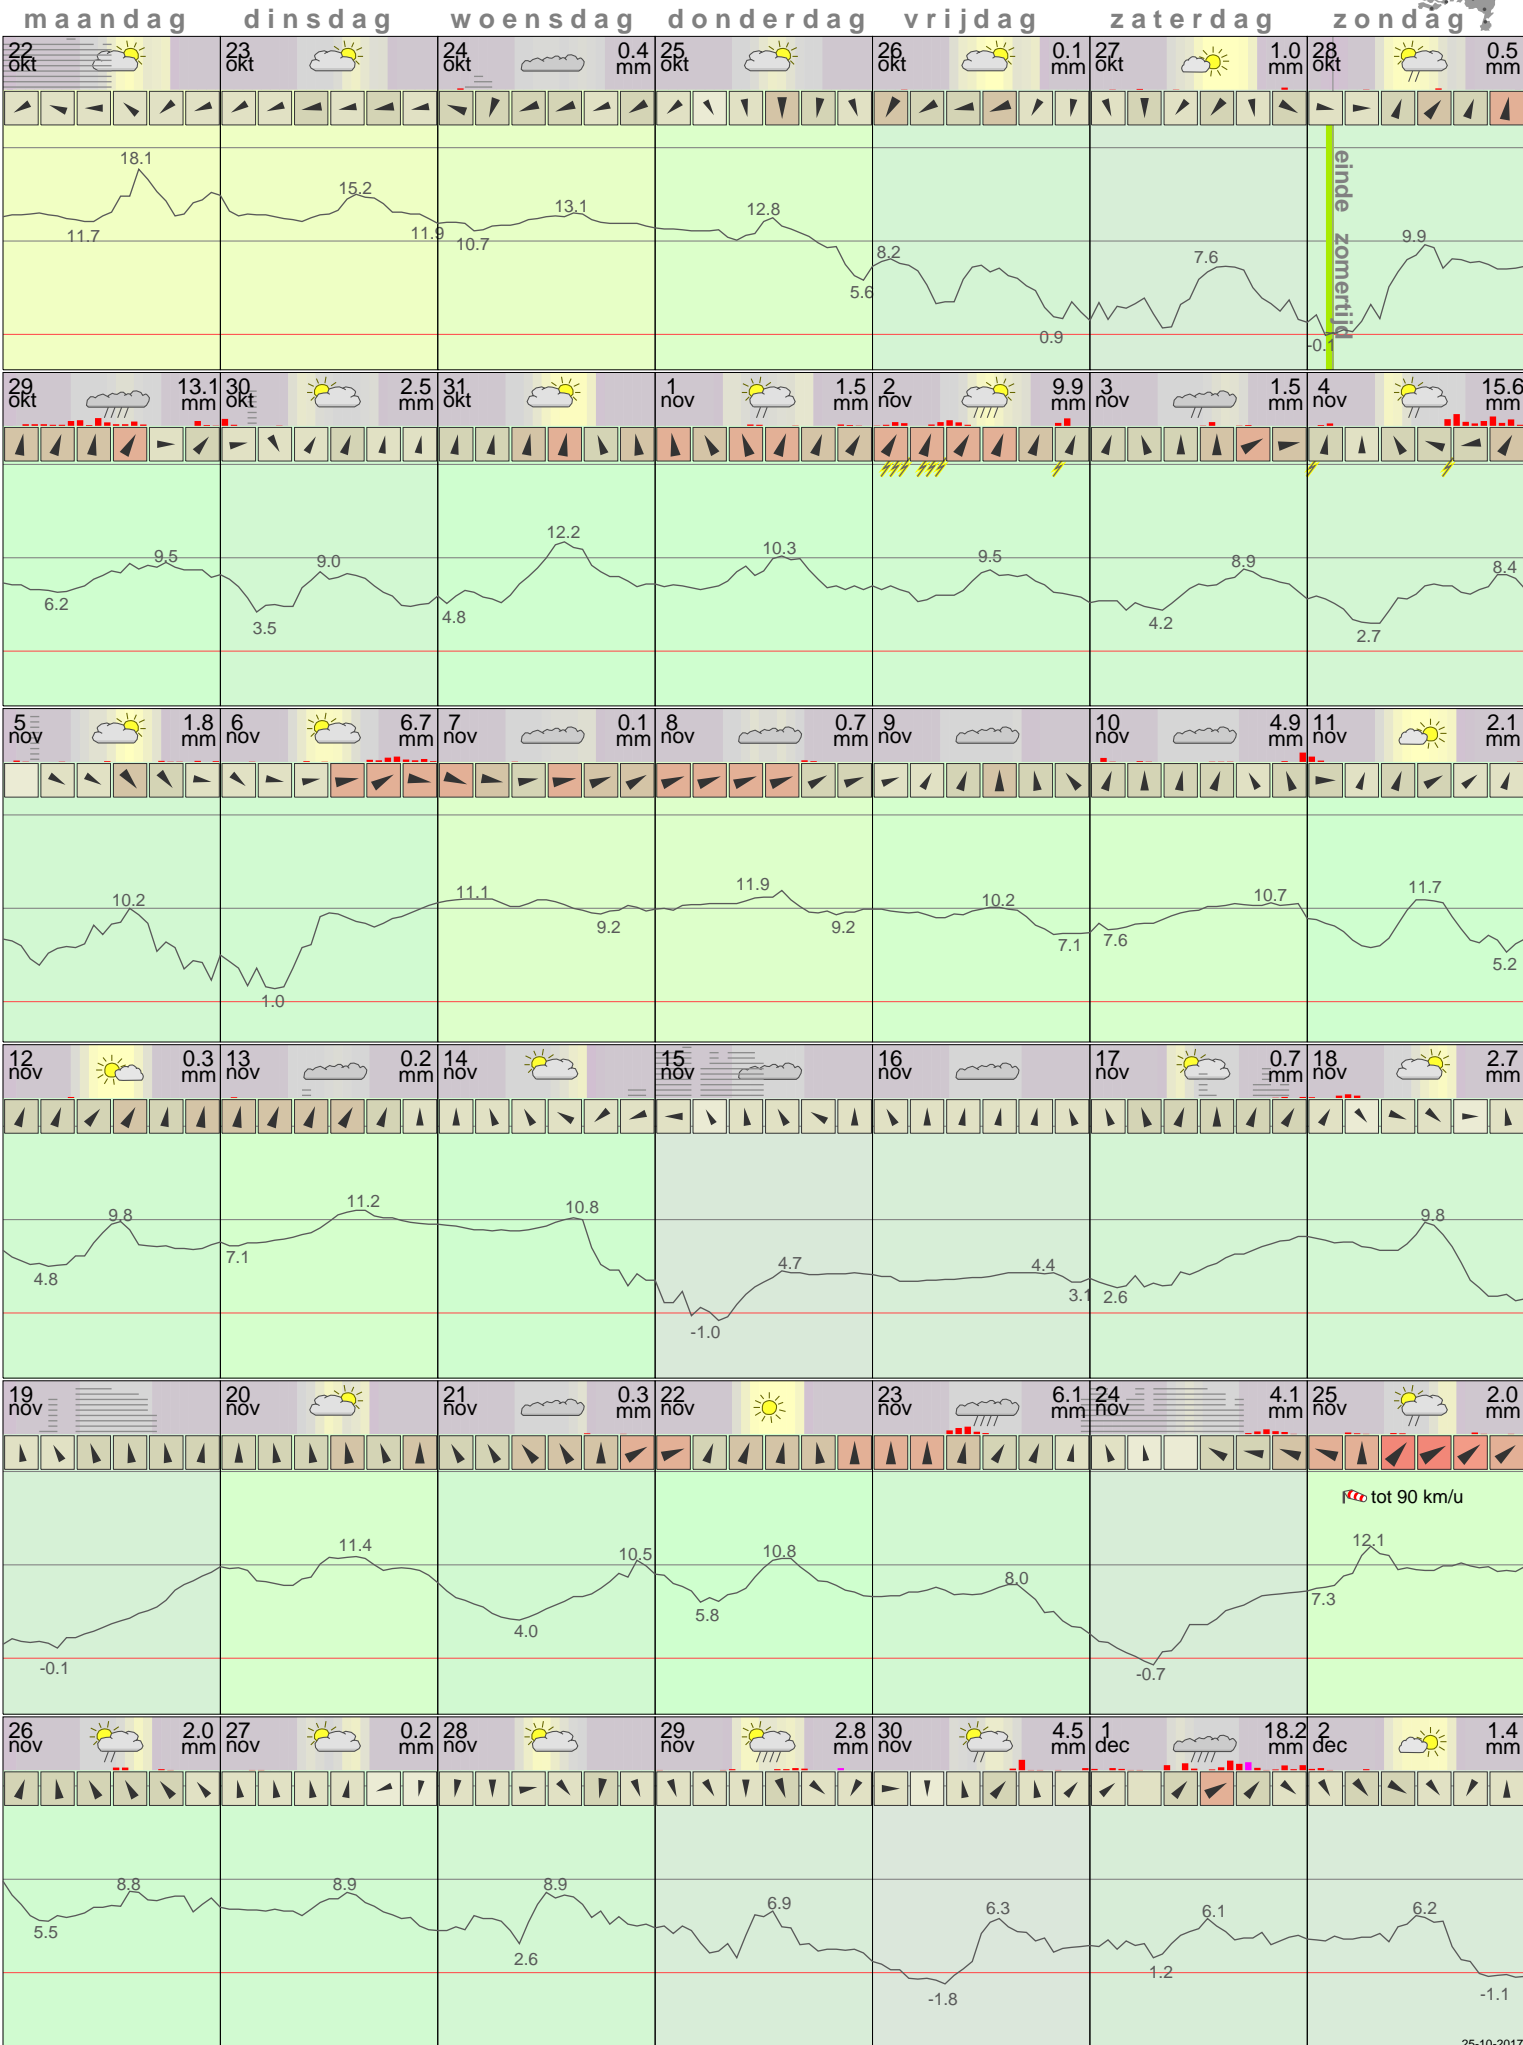 maandag dinsdag woensdag donderdag vrijdag zaterdag zondag
22 okt 23 okt 24 okt 0.4 mm 25 okt 26 okt 0.1 mm 27 okt 1.0 mm 28 okt 0.5 mm
18.1 11.7 15.2 11.9 10.7 13.1 12.8 5.6 8.2 0.9 7.6 -0.1 9.9
einde zomertijd
29 okt 13.1 mm 30 okt 2.5 mm 31 okt 1 nov 1.5 mm 2 nov 9.9 mm 3 nov 1.5 mm 4 nov 15.6 mm
6.2 9.5 3.5 9.0 4.8 12.2 10.3 9.5 4.2 8.9 2.7 8.4
5 nov 1.8 mm 6 nov 6.7 mm 7 nov 0.1 mm 8 nov 0.7 mm 9 nov 10 nov 4.9 mm 11 nov 2.1 mm
10.2 1.0 11.1 9.2 11.9 9.2 10.2 7.1 7.6 10.7 11.7 5.2
12 nov 0.3 mm 13 nov 0.2 mm 14 nov 15 nov 16 nov 17 nov 0.7 mm 18 nov 2.7 mm
4.8 9.8 7.1 11.2 10.8 -1.0 4.7 4.4 3.1 2.6 9.8
19 nov 20 nov 21 nov 0.3 mm 22 nov 23 nov 6.1 mm 24 nov 4.1 mm 25 nov 2.0 mm
tot 90 km/u
-0.1 11.4 4.0 10.5 5.8 10.8 8.0 -0.7 7.3 12.1
26 nov 2.0 mm 27 nov 0.2 mm 28 nov 29 nov 2.8 mm 30 nov 4.5 mm 1 dec 18.2 mm 2 dec 1.4 mm
5.5 8.8 8.9 2.6 8.9 6.9 -1.8 6.3 1.2 6.1 6.2 -1.1
25-10-2017